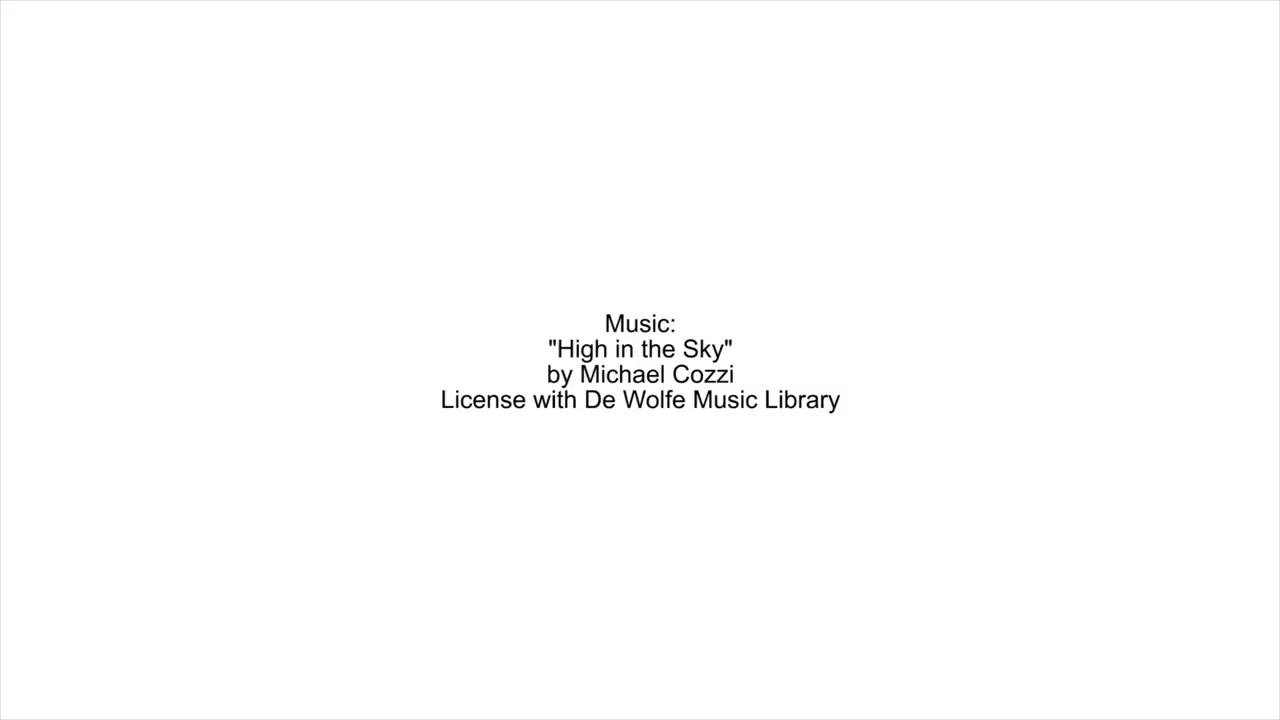 Music:
"High in the Sky"
by Michael Cozzi
License with De Wolfe Music Library